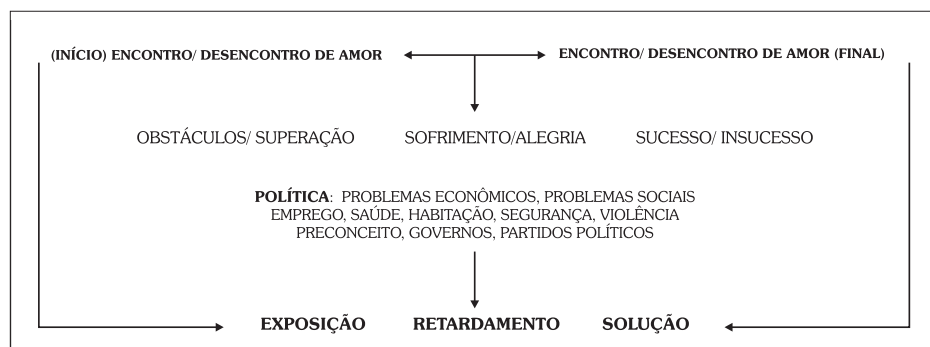 (INÍCIO) ENCONTRO/ DESENCONTRO DE AMOR ENCONTRO/ DESENCONTRO DE AMOR (FINAL)
OBSTÁCULOS/ SUPERAÇÃO SOFRIMENTO/ALEGRIA SUCESSO/ INSUCESSO
POLÍTICA: PROBLEMAS ECONÔMICOS, PROBLEMAS SOCIAIS
EMPREGO, SAÚDE, HABITAÇÃO, SEGURANÇA, VIOLÊNCIA
PRECONCEITO, GOVERNOS, PARTIDOS POLÍTICOS
EXPOSIÇÃO RETARDAMENTO SOLUÇÃO